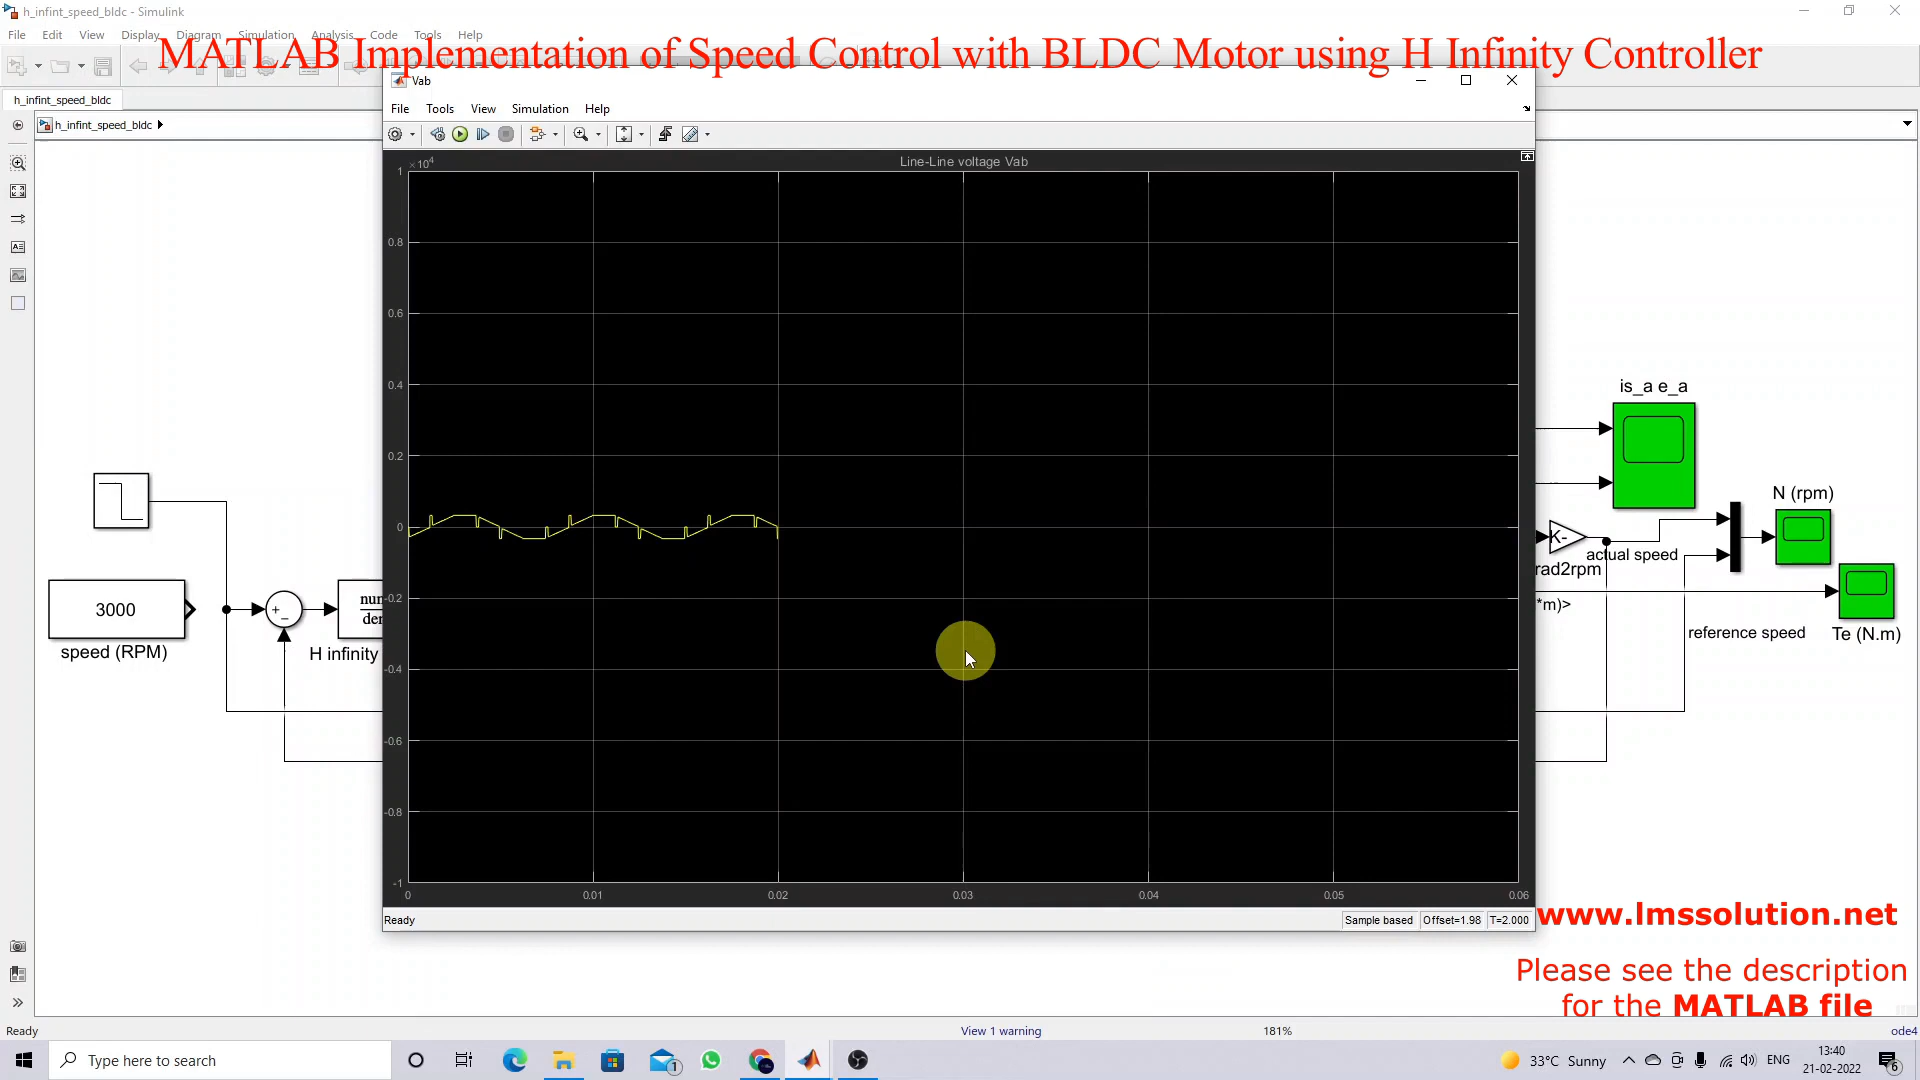 h_infint_speed_bldc - Simulink
File Edit View Display Diagram Simulation Analysis Code Tools Help
MATLAB Implementation of Speed Control with BLDC Motor using H Infinity Controller
h_infint_speed_bldc
h_infint_speed_bldc
Vab
File Tools View Simulation Help
Line-Line voltage Vab
×10⁴
1
0.8
0.6
0.4
0.2
0
-0.2
-0.4
-0.6
-0.8
-1
0 0.01 0.02 0.03 0.04 0.05 0.06
Ready
Sample based Offset=1.98 T=2.000
3000
speed (RPM)
+
−
H infinity
is_a e_a
N (rpm)
K-
actual speed
rad2rpm
*m)>
reference speed
Te (N.m)
www.lmssolution.net
Please see the description
for the MATLAB file
Ready
View 1 warning
181%
ode4
Type here to search
1
33°C Sunny
ENG
13:40
21-02-2022
6